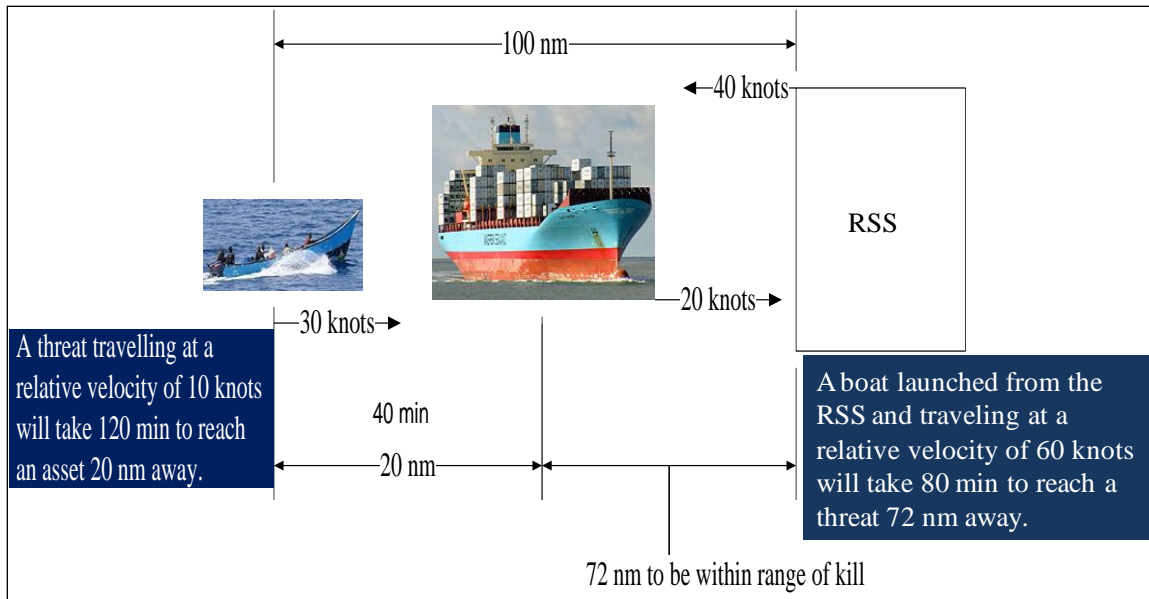 100 nm
40 knots
RSS
20 knots
30 knots
A threat travelling at a
relative velocity of 10 knots
will take 120 min to reach
an asset 20 nm away.
40 min
20 nm
A boat launched from the
RSS and traveling at a
relative velocity of 60 knots
will take 80 min to reach a
threat 72 nm away.
72 nm to be within range of kill